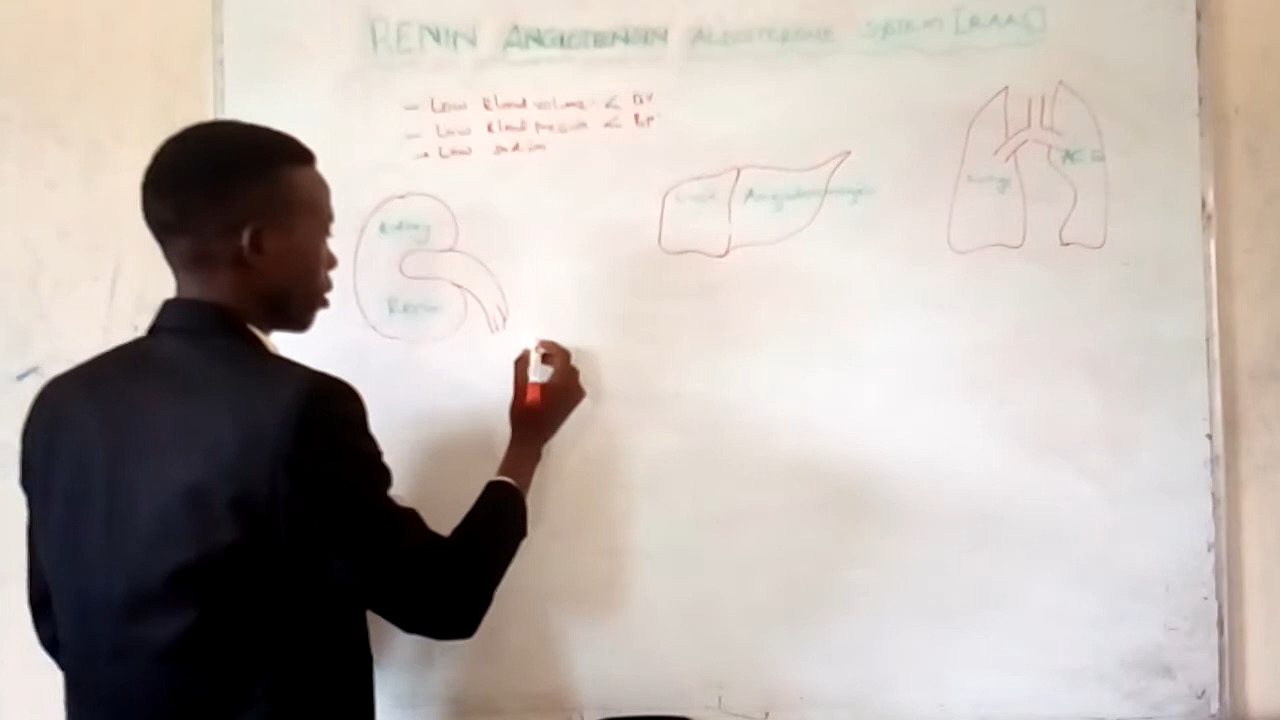 RENIN ANGIOTENSIN ALDOSTERONE SYSTEM [RAAS]
- Low blood volume < BV
- Low blood pressure < BP
- Low sodium
Kidney
Renin
Liver
Angiotensinogen
Lungs
ACE